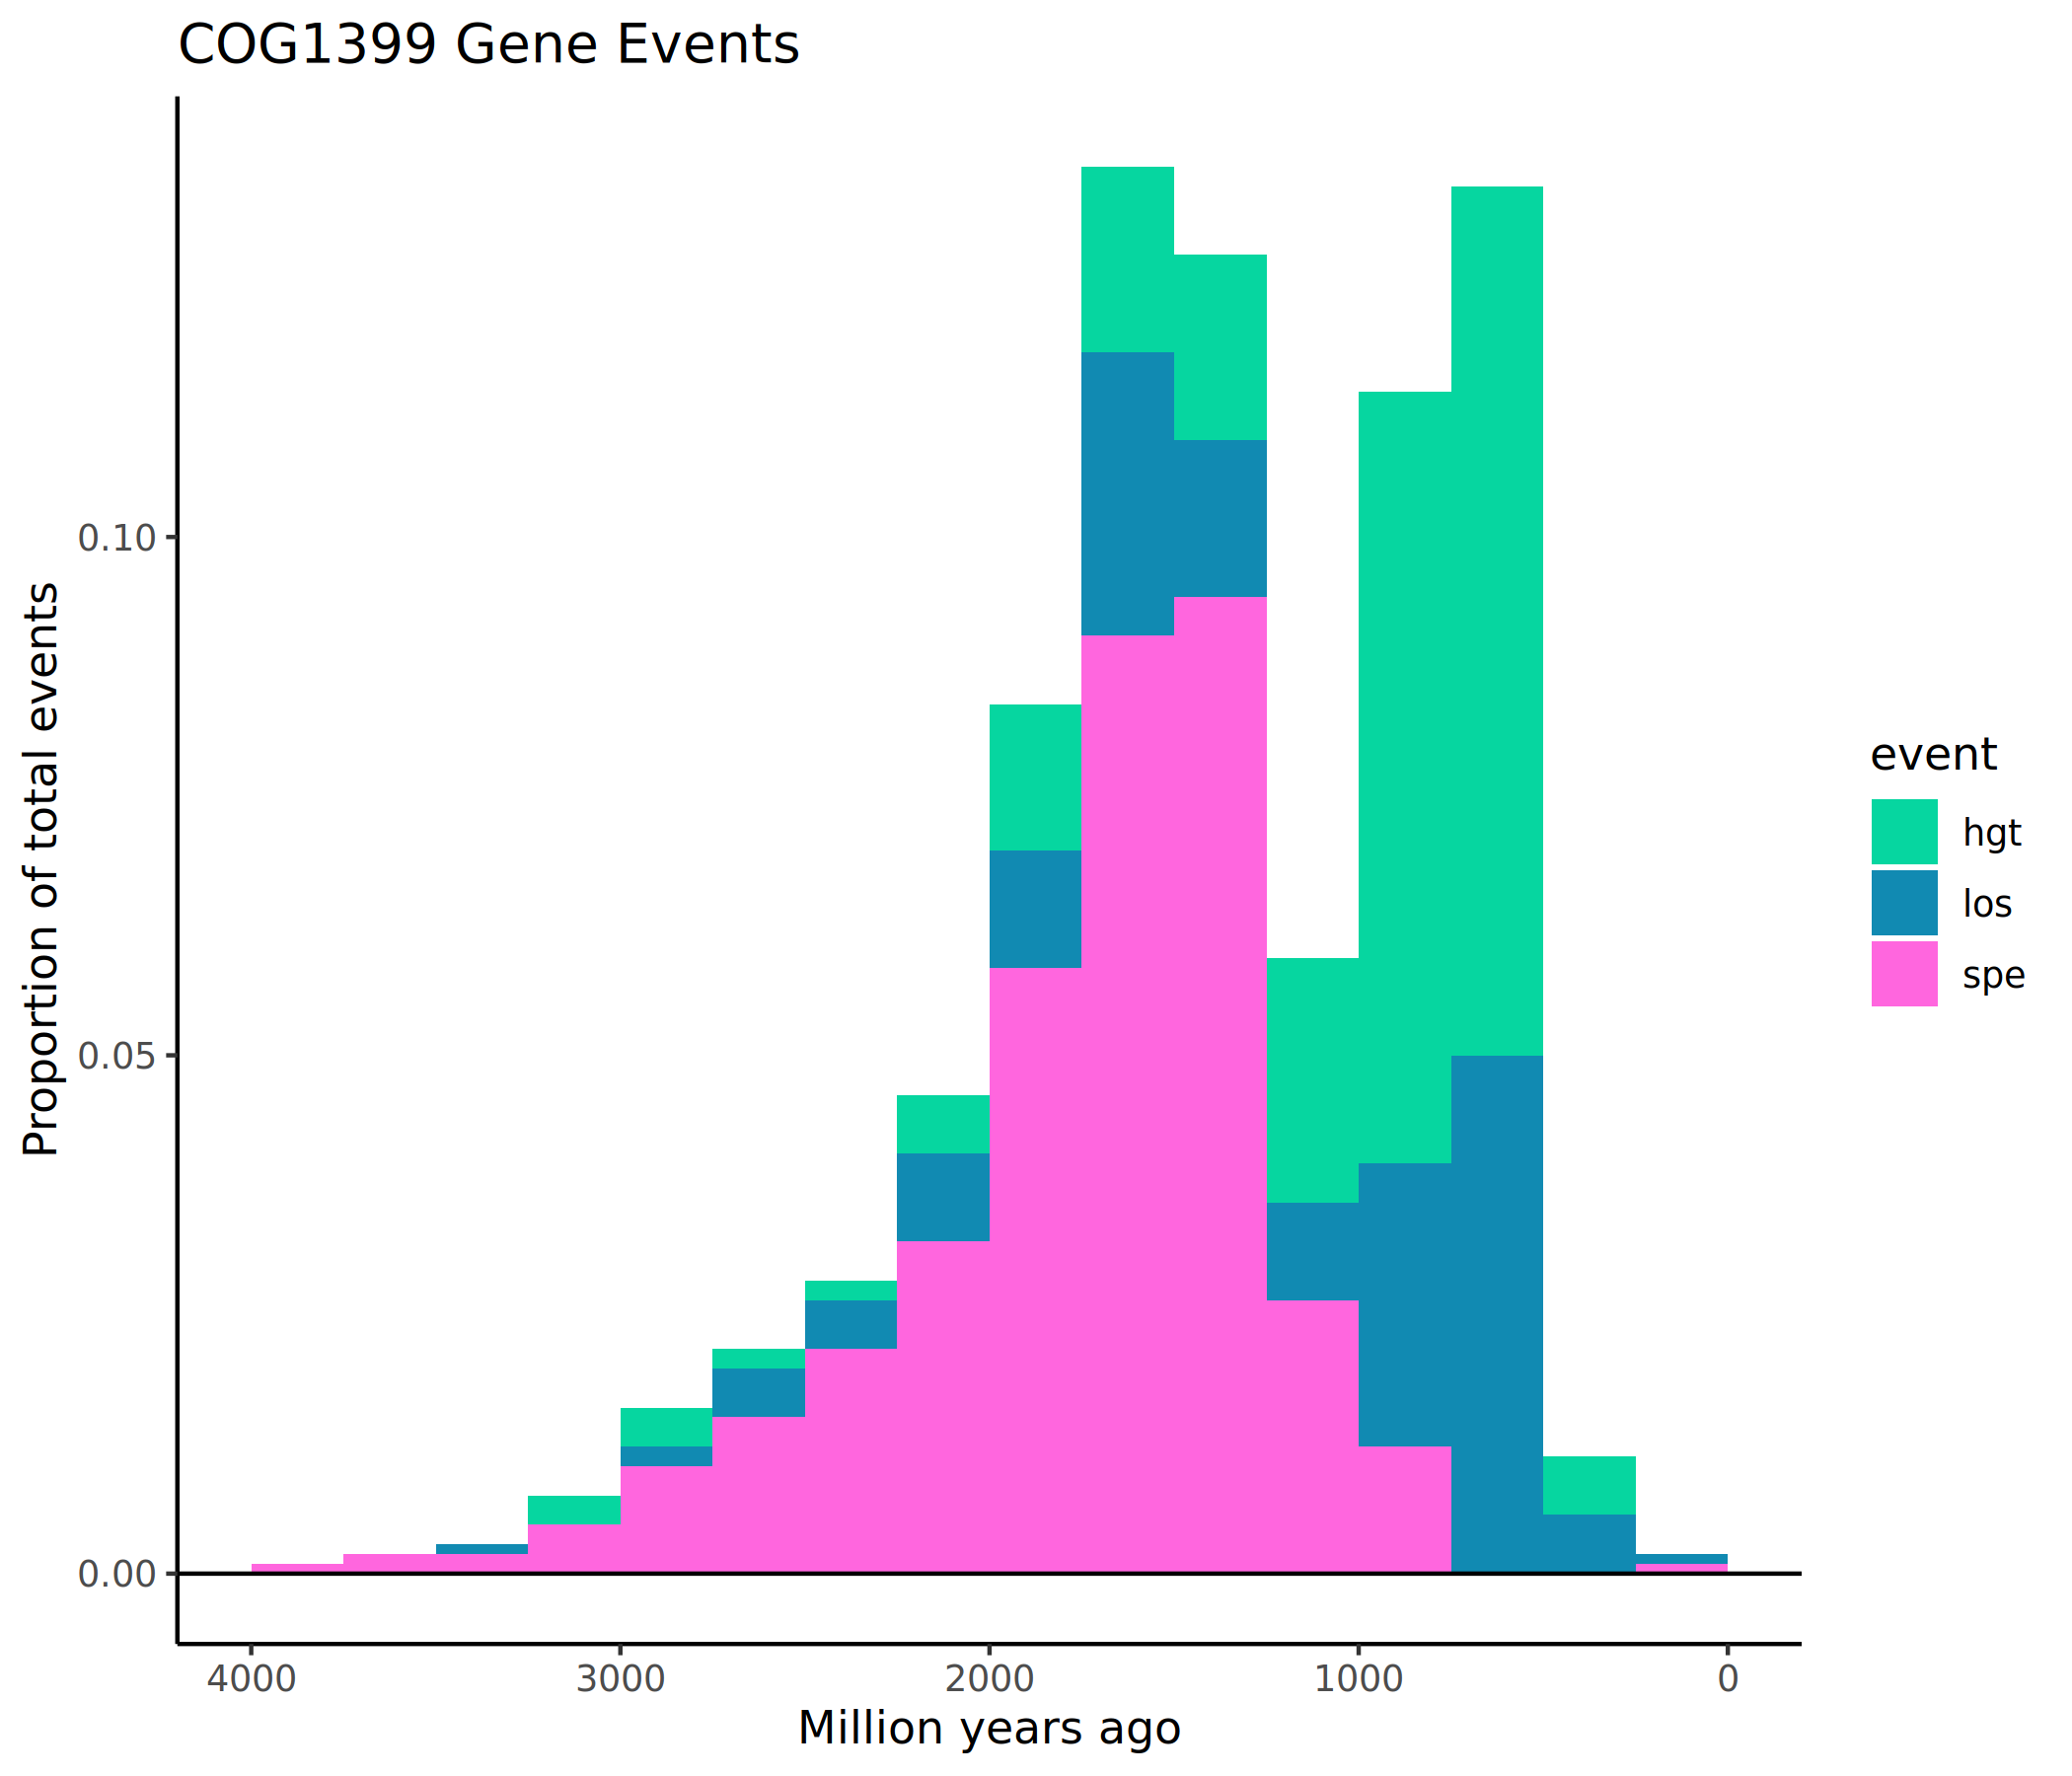 COG1399 Gene Events
Proportion of total events
0.10
0.05
0.00
4000 3000 2000 1000 0
Million years ago
event
hgt
los
spe